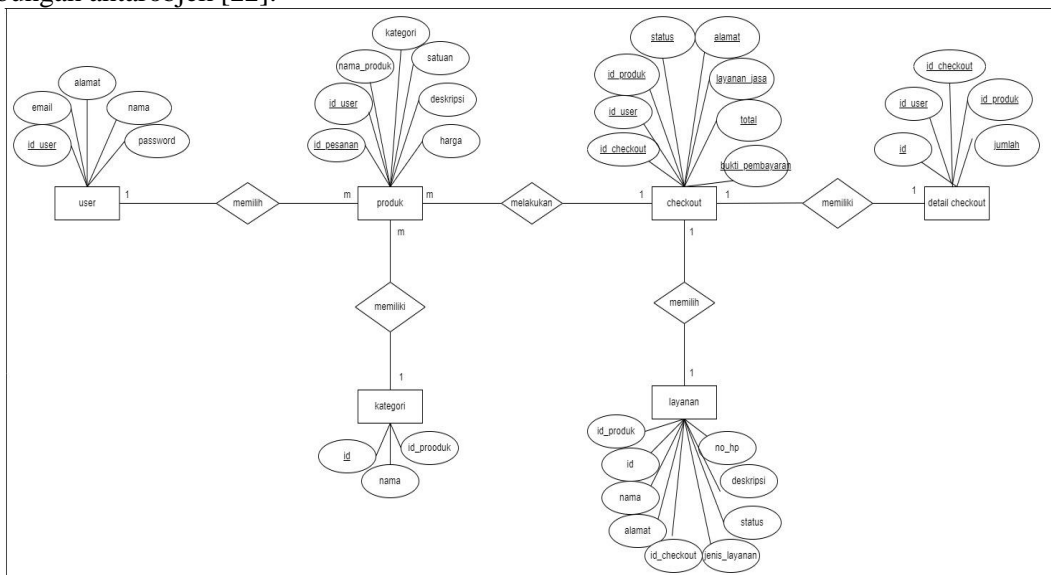 alamat
email
nama
id_user
password
user
1
memilih
m
kategori
nama_produk
satuan
id_user
deskripsi
id_pesanan
harga
produk
m
m
melakukan
1
status
alamat
id_produk
layanan_jasa
id_user
total
id_checkout
bukti_pembayaran
checkout
1
1
memiliki
1
id_checkout
id_user
id_produk
id
jumlah
detail checkout
memiliki
1
kategori
id
id_prooduk
nama
memilih
1
layanan
id_produk
no_hp
id
deskripsi
nama
status
alamat
id_checkout
jenis_layanan